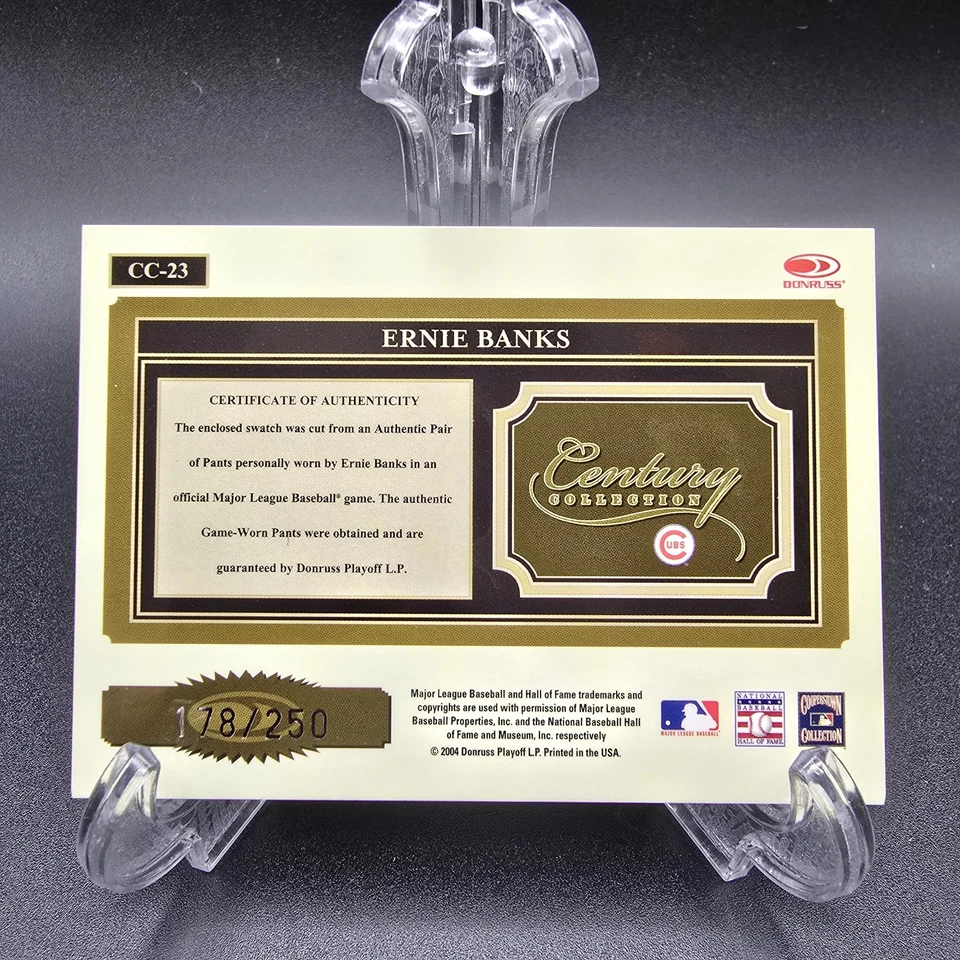 CC-23
DONRUSS®
ERNIE BANKS
CERTIFICATE OF AUTHENTICITY
The enclosed swatch was cut from an Authentic Pair
of Pants personally worn by Ernie Banks in an
official Major League Baseball® game. The authentic
Game-Worn Pants were obtained and are
guaranteed by Donruss Playoff L.P.
Century
COLLECTION
CUBS
178/250
Major League Baseball and Hall of Fame trademarks and
copyrights are used with permission of Major League
Baseball Properties, Inc. and the National Baseball Hall
of Fame and Museum, Inc. respectively
© 2004 Donruss Playoff L.P. Printed in the USA.
MAJOR LEAGUE BASEBALL
NATIONAL
BASEBALL
HALL OF FAME
COOPERSTOWN
COLLECTION